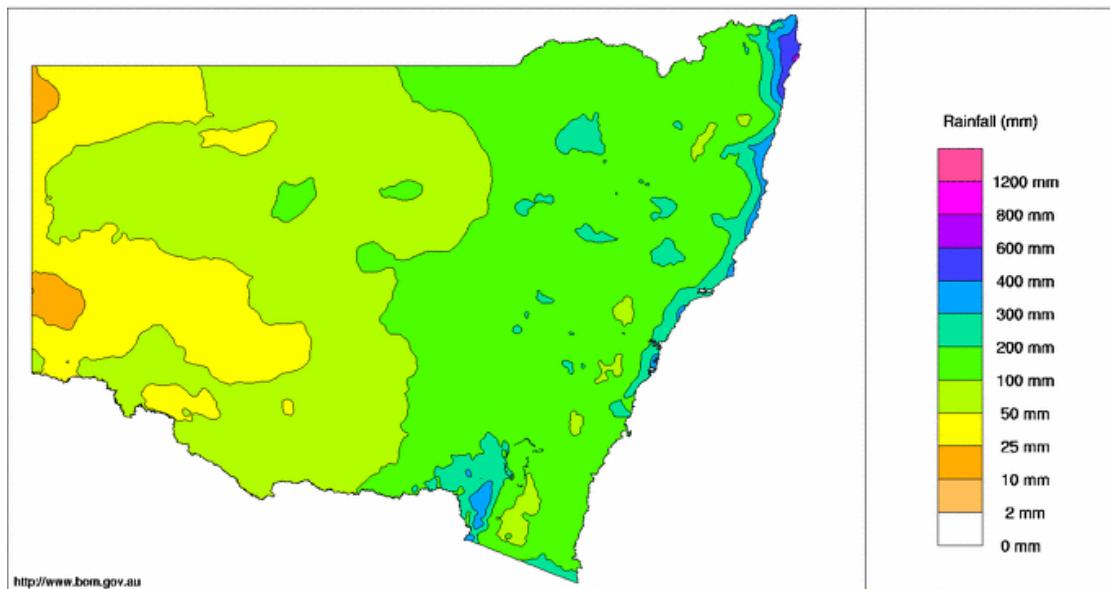 Rainfall (mm)
1200 mm
800 mm
600 mm
400 mm
300 mm
200 mm
100 mm
50 mm
25 mm
10 mm
2 mm
0 mm
http://www.bom.gov.au